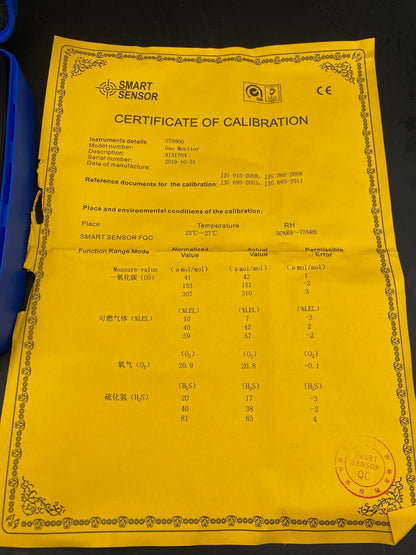 SMART
SENSOR
CE
CERTIFICATE OF CALIBRATION
Instruments details ST8900
Model number: Gas Monitor
Description: 4131704
Serial number: 2019-10-31
Date of manufacture:
JJG 915-2008, JJG 365-2008
Reference documents for the calibration: JJG 695-2003, JJG 693-2011
Place and environmental conditions of the calibration:
Place Temperature RH
SMART SENSOR FQC 23℃~27℃ 50%RH~75%RH
Function Range Mode Normalized Value Actual Value Permissible Error
Measure value (μmol/mol) (μmol/mol) (μmol/mol)
一氧化碳 (CO) 41 42 1
153 151 -2
307 310 3
(%LEL) (%LEL) (%LEL)
可燃气体 (%LEL) 10 7 -3
40 42 2
59 57 -2
(O₂) (O₂) (O₂)
氧气 (O₂) 20.9 20.8 -0.1
(H₂S) (H₂S) (H₂S)
硫化氢 (H₂S) 20 17 -3
40 38 -2
81 85 4
SMART
SENSOR
QC